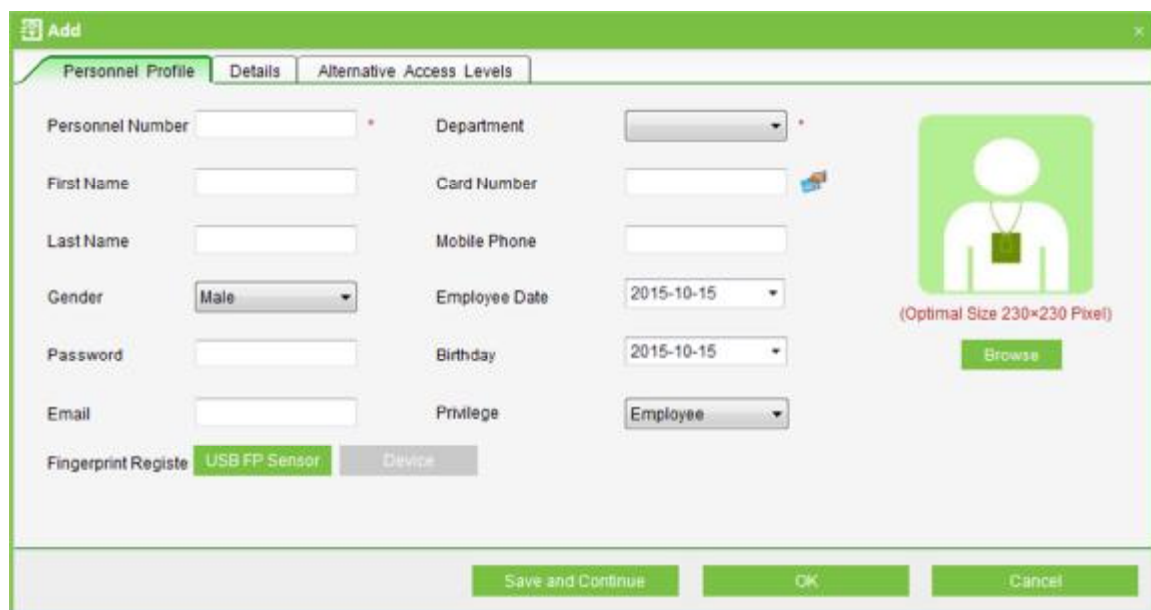 Add
Personnel Profile Details Alternative Access Levels
Personnel Number * Department *
First Name Card Number
Last Name Mobile Phone
Gender Male Employee Date 2015-10-15
(Optimal Size 230×230 Pixel)
Password Birthday 2015-10-15 Browse
Email Privilege Employee
Fingerprint Registe USB FP Sensor Device
Save and Continue OK Cancel